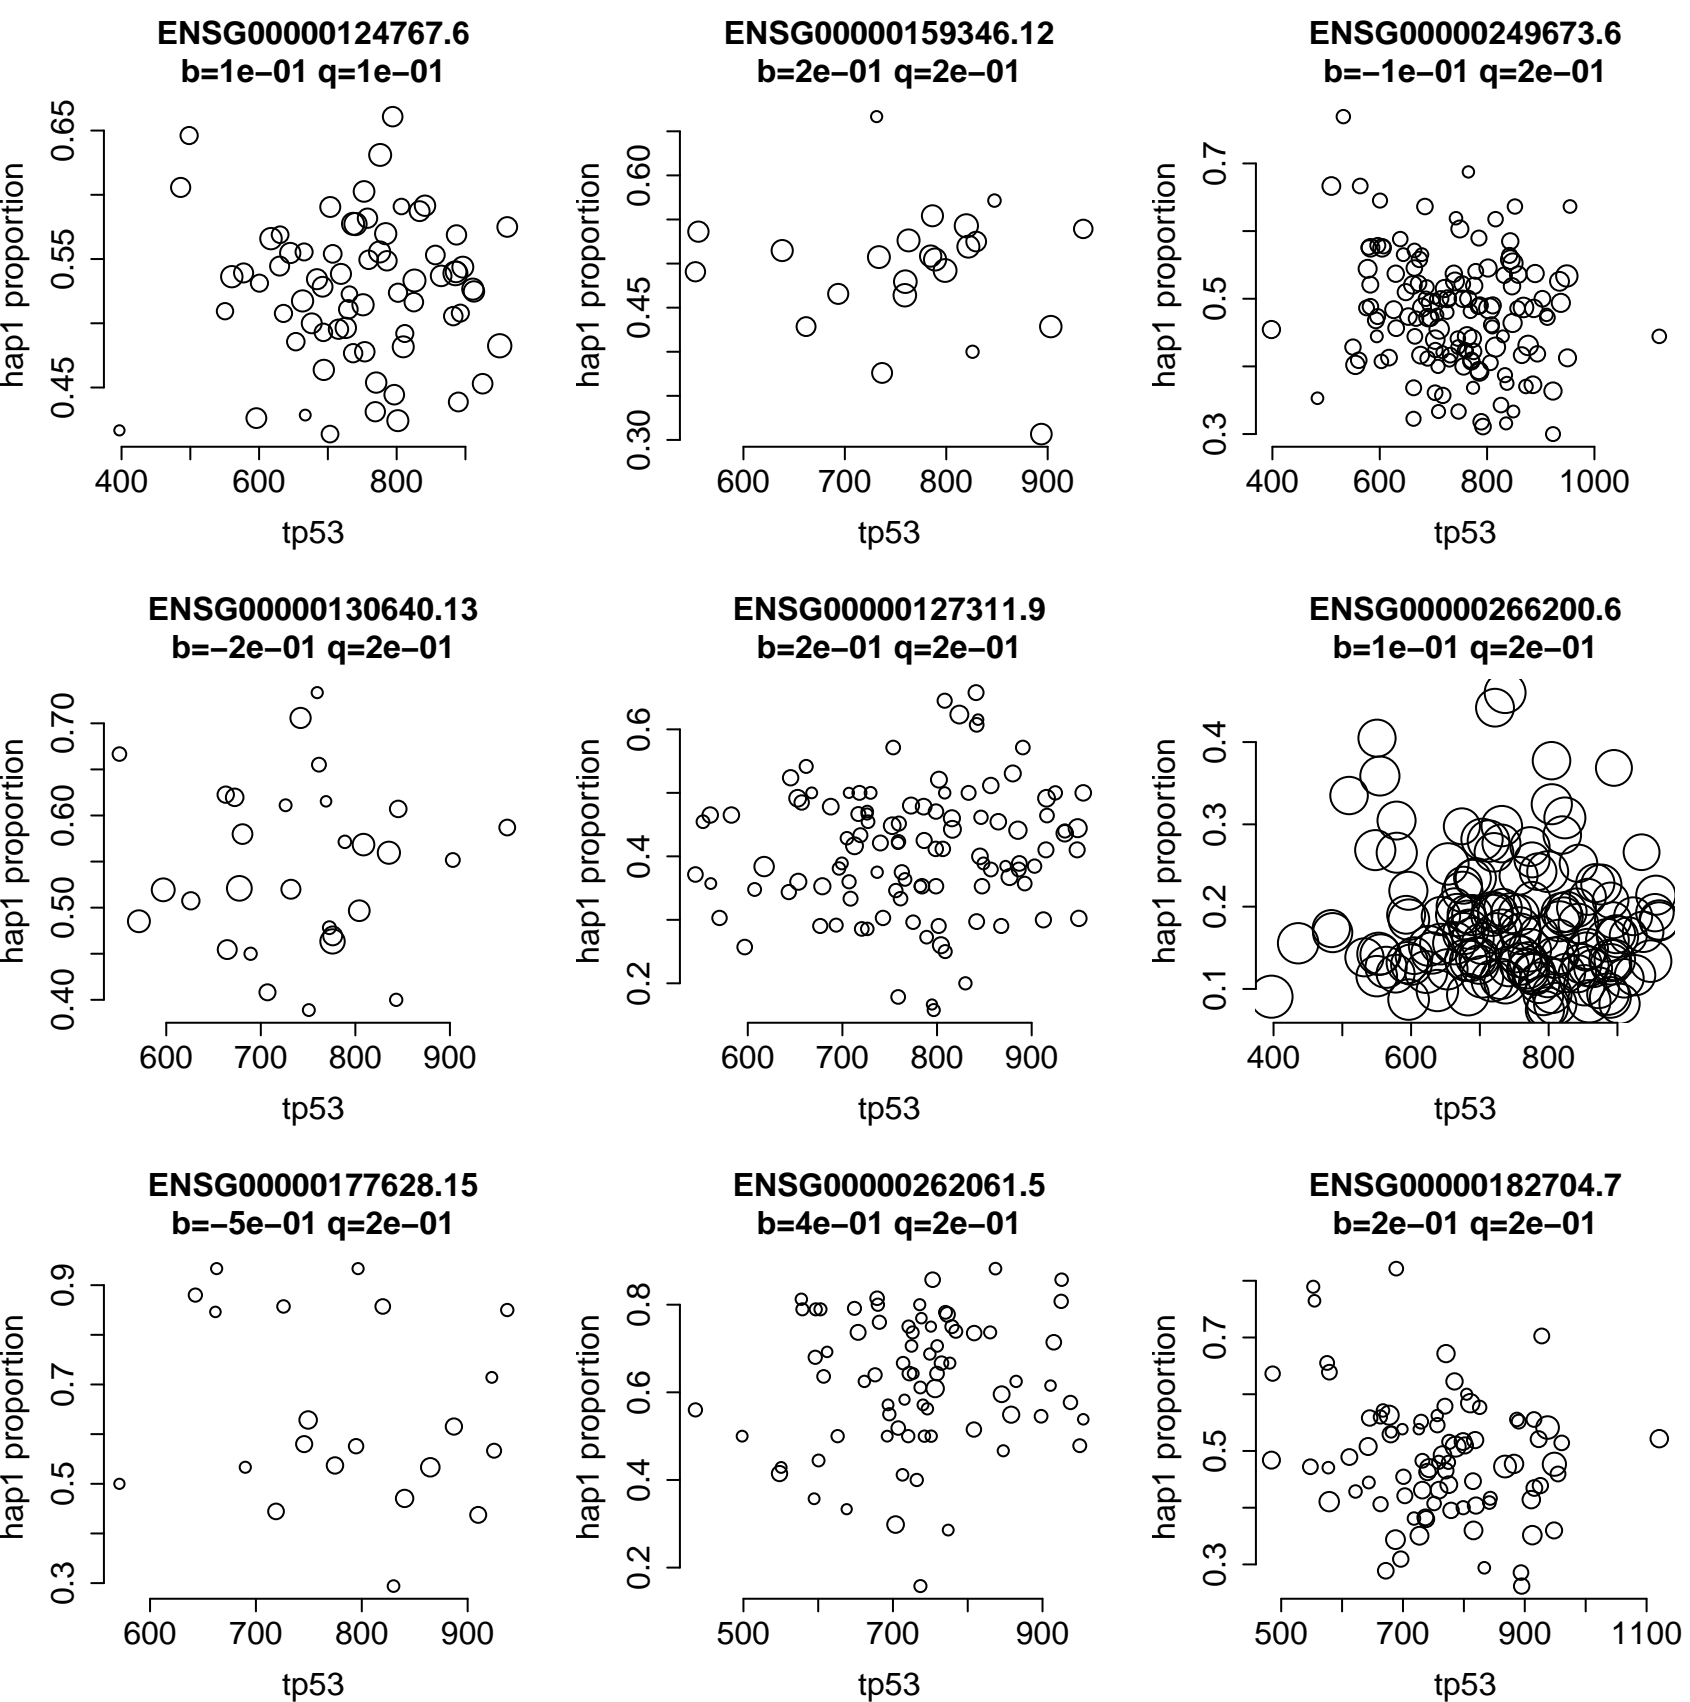 ENSG00000124767.6
b=1e−01 q=1e−01
hap1 proportion
0.45 0.55 0.65
400 600 800
tp53
ENSG00000159346.12
b=2e−01 q=2e−01
hap1 proportion
0.30 0.45 0.60
600 700 800 900
tp53
ENSG00000249673.6
b=−1e−01 q=2e−01
hap1 proportion
0.3 0.5 0.7
400 600 800 1000
tp53
ENSG00000130640.13
b=−2e−01 q=2e−01
hap1 proportion
0.40 0.50 0.60 0.70
600 700 800 900
tp53
ENSG00000127311.9
b=2e−01 q=2e−01
hap1 proportion
0.2 0.4 0.6
600 700 800 900
tp53
ENSG00000266200.6
b=1e−01 q=2e−01
hap1 proportion
0.1 0.2 0.3 0.4
400 600 800
tp53
ENSG00000177628.15
b=−5e−01 q=2e−01
hap1 proportion
0.3 0.5 0.7 0.9
600 700 800 900
tp53
ENSG00000262061.5
b=4e−01 q=2e−01
hap1 proportion
0.2 0.4 0.6 0.8
500 700 900
tp53
ENSG00000182704.7
b=2e−01 q=2e−01
hap1 proportion
0.3 0.5 0.7
500 700 900 1100
tp53